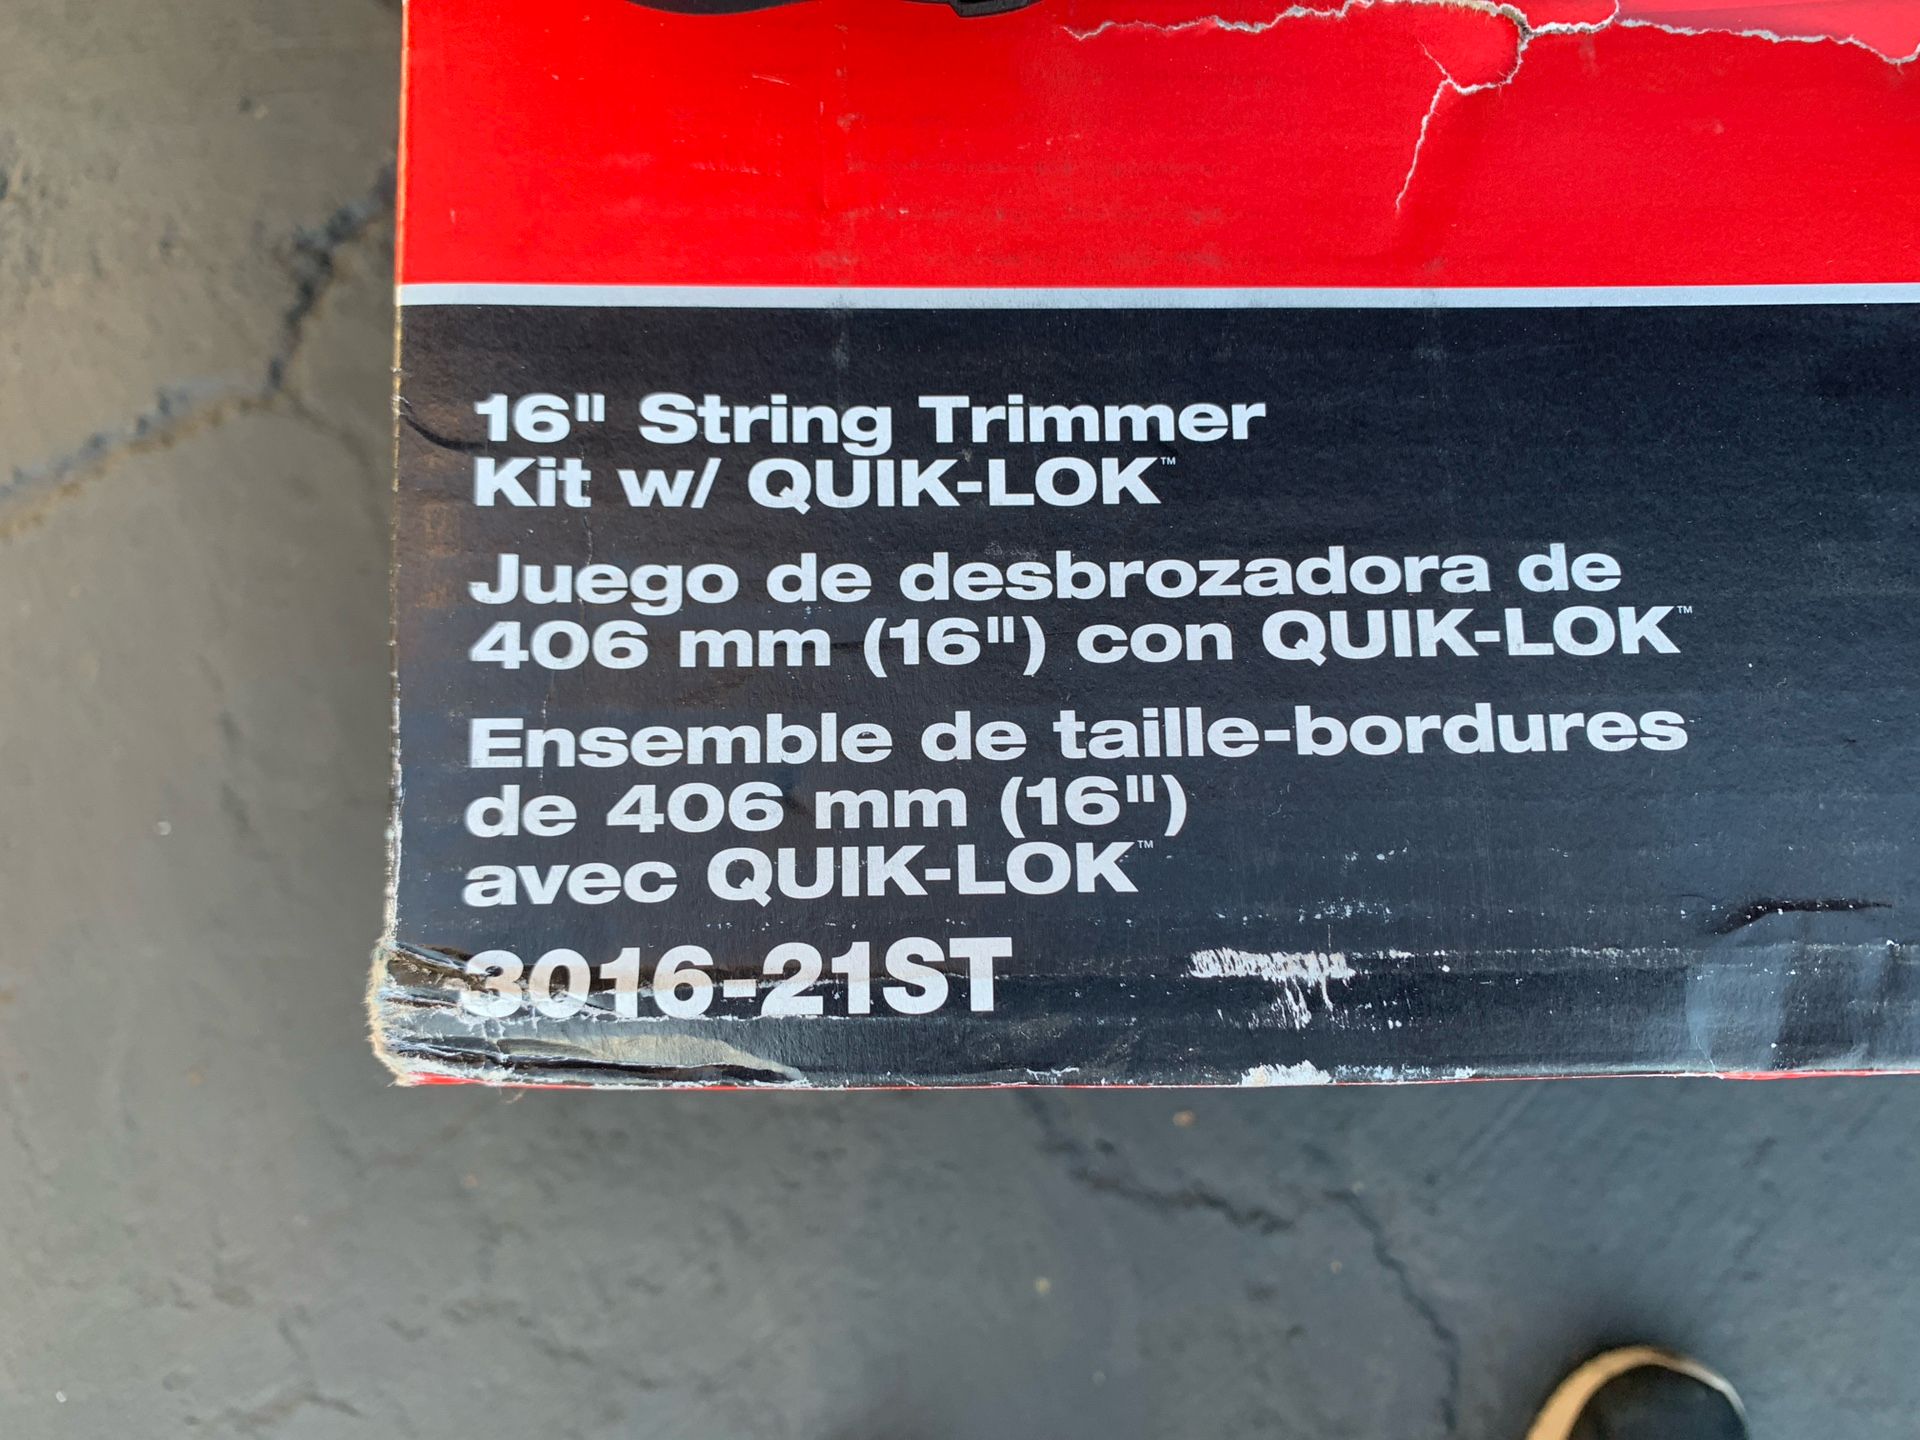 16" String Trimmer
Kit w/ QUIK-LOK™
Juego de desbrozadora de
406 mm (16") con QUIK-LOK™
Ensemble de taille-bordures
de 406 mm (16")
avec QUIK-LOK™
3016-21ST